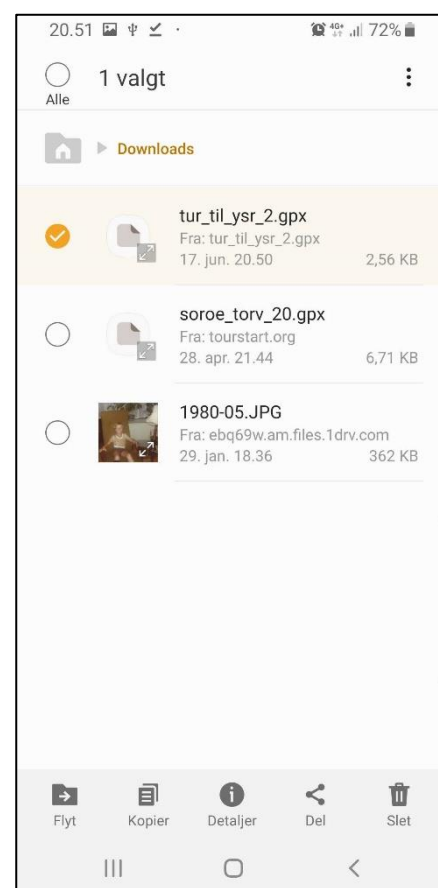 20.51
4G+
72%
Alle
1 valgt
Downloads
tur_til_ysr_2.gpx
Fra: tur_til_ysr_2.gpx
17. jun. 20.50 2,56 KB
soroe_torv_20.gpx
Fra: tourstart.org
28. apr. 21.44 6,71 KB
1980-05.JPG
Fra: ebq69w.am.files.1drv.com
29. jan. 18.36 362 KB
Flyt Kopier Detaljer Del Slet